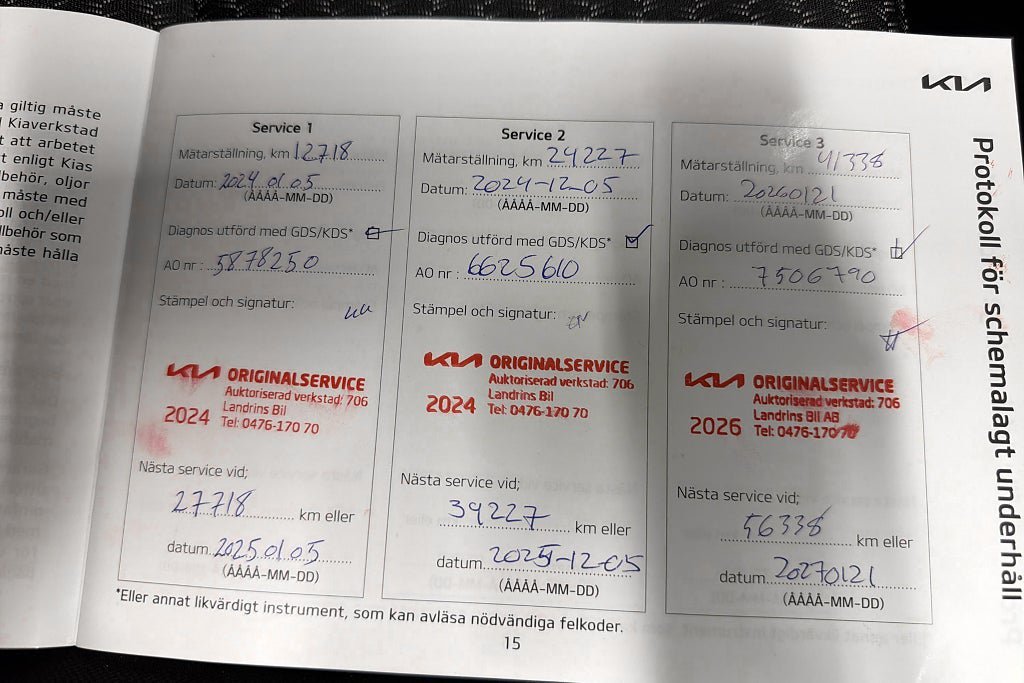 a giltig måste
Kiaverkstad
t att arbetet
t enligt Kias
lbehör, oljor
måste med
oll och/eller
llbehör som
måste hålla
KIA
Protokoll för schemalagt underhåll
Service 1
Mätarställning, km 12718
Datum: 2024.01.05
(ÅÅÅÅ-MM-DD)
Diagnos utförd med GDS/KDS*
AO nr : 5878250
Stämpel och signatur:
KIA ORIGINALSERVICE
Auktoriserad verkstad: 706
2024 Landrins Bil
Tel: 0476-170 70
Nästa service vid;
27718 km eller
datum 2025.01.05
(ÅÅÅÅ-MM-DD)
Service 2
Mätarställning, km 24227
Datum: 2024-12-05
(ÅÅÅÅ-MM-DD)
Diagnos utförd med GDS/KDS*
AO nr : 6625610
Stämpel och signatur:
KIA ORIGINALSERVICE
Auktoriserad verkstad: 706
2024 Landrins Bil
Tel: 0476-170 70
Nästa service vid;
39227 km eller
datum 2025-12-05
(ÅÅÅÅ-MM-DD)
Service 3
Mätarställning, km 41338
Datum: 20260121
(ÅÅÅÅ-MM-DD)
Diagnos utförd med GDS/KDS*
AO nr : 7506790
Stämpel och signatur:
KIA ORIGINALSERVICE
Auktoriserad verkstad: 706
Landrins Bil AB
2026 Tel: 0476-170 70
Nästa service vid;
56338 km eller
datum 20270121
(ÅÅÅÅ-MM-DD)
*Eller annat likvärdigt instrument, som kan avläsa nödvändiga felkoder.
15